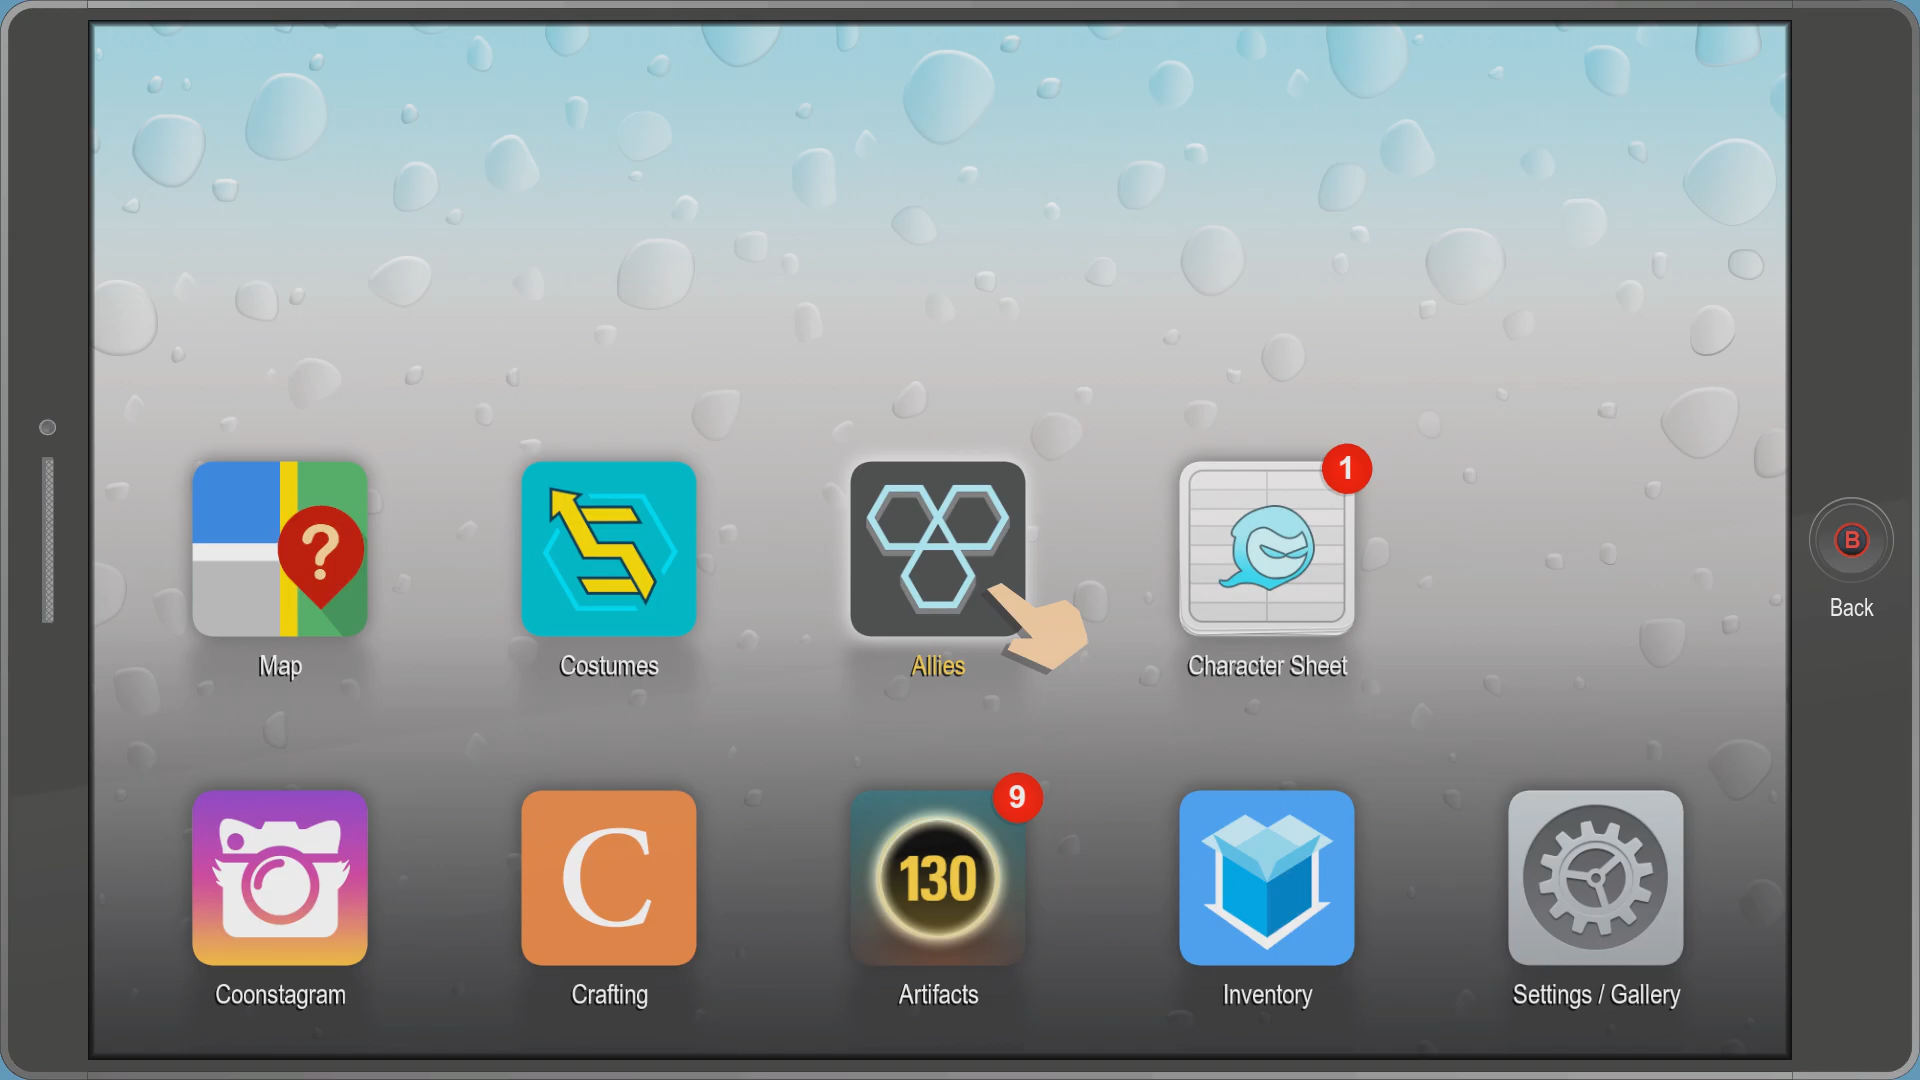 ?
1
Map
Costumes
Allies
Character Sheet
B
Back
C
130
9
Coonstagram
Crafting
Artifacts
Inventory
Settings / Gallery